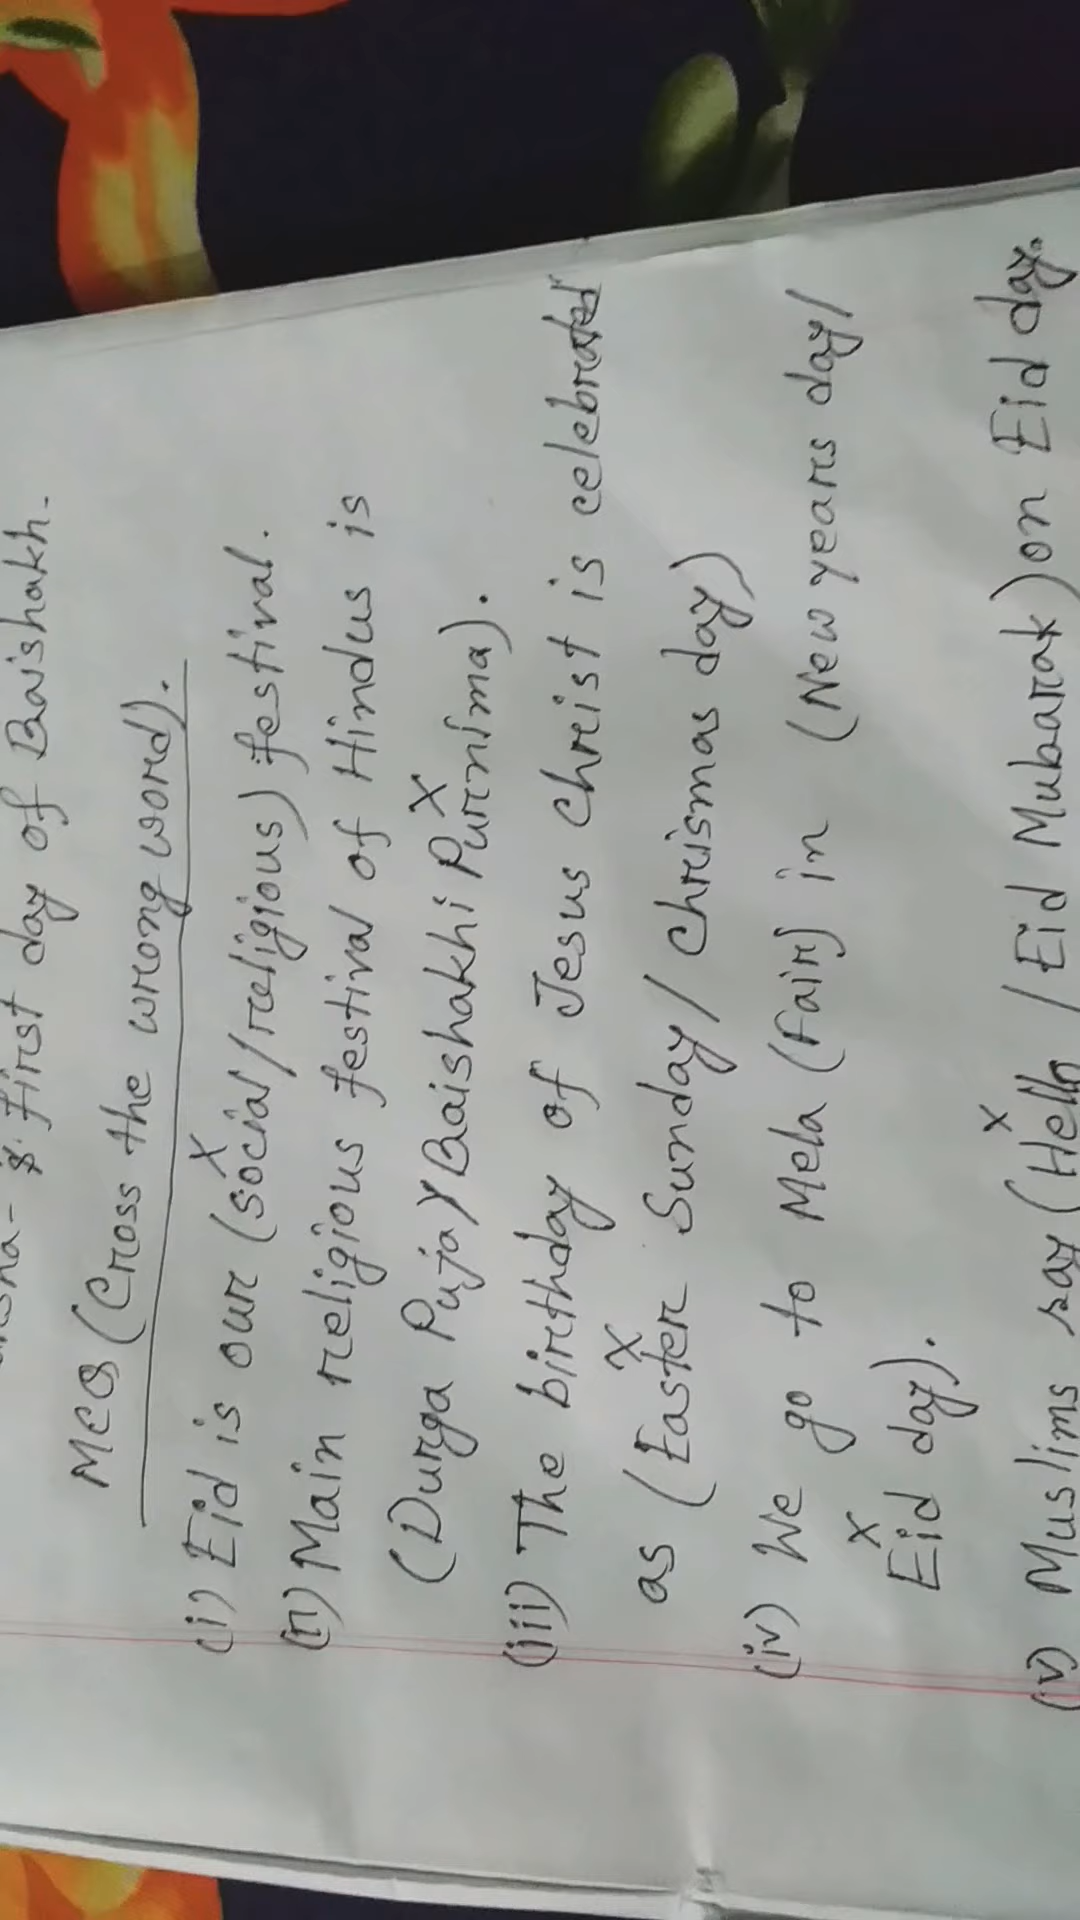 first day of Baishakh.
MCQ (Cross the wrong word).
(i) Eid is our (social/religious) festival.
(ii) Main religious festival of Hindus is
(Durga Puja/Baishakhi Purnima).
(iii) The birthday of Jesus Christ is celebrated
as (Easter Sunday/Chrismas day)
(iv) We go to Mela (fair) in (New years day/
Eid day).
(v) Muslims say (Hello/Eid Mubarak) on Eid day.